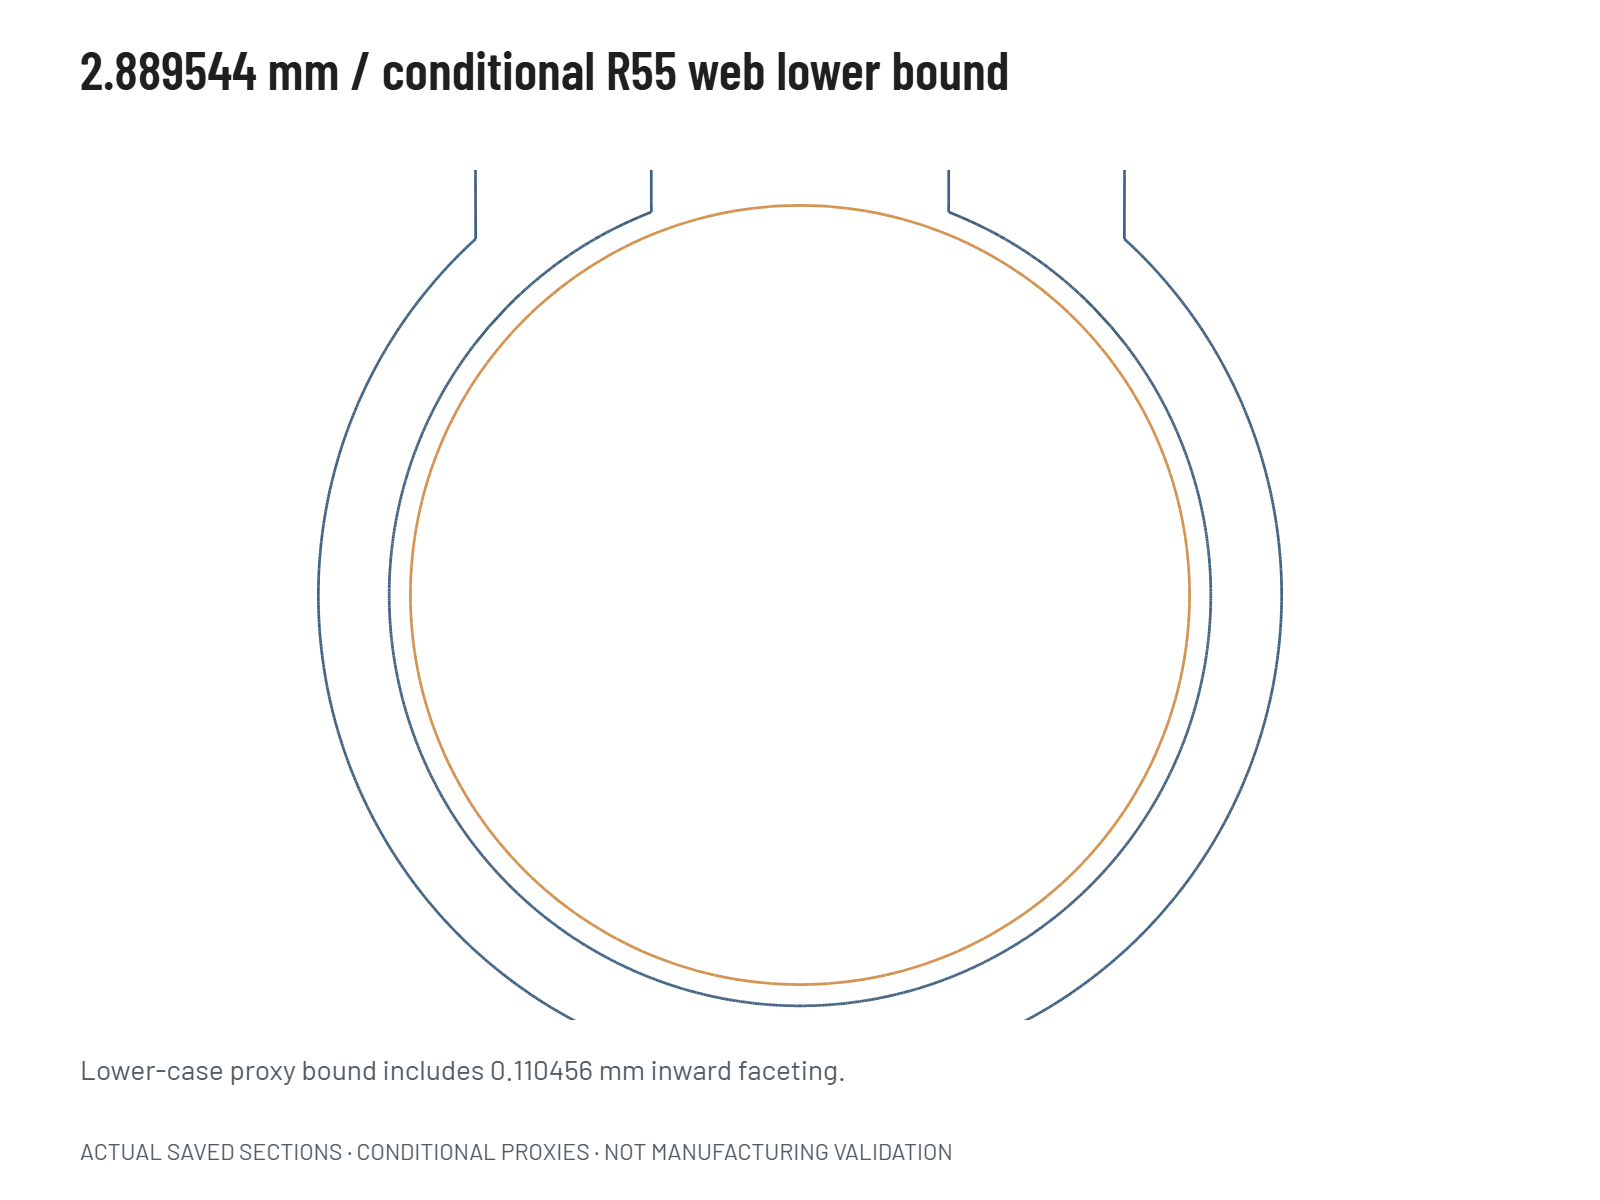 2.889544 mm / conditional R55 web lower bound
Lower-case proxy bound includes 0.110456 mm inward faceting.
ACTUAL SAVED SECTIONS · CONDITIONAL PROXIES · NOT MANUFACTURING VALIDATION